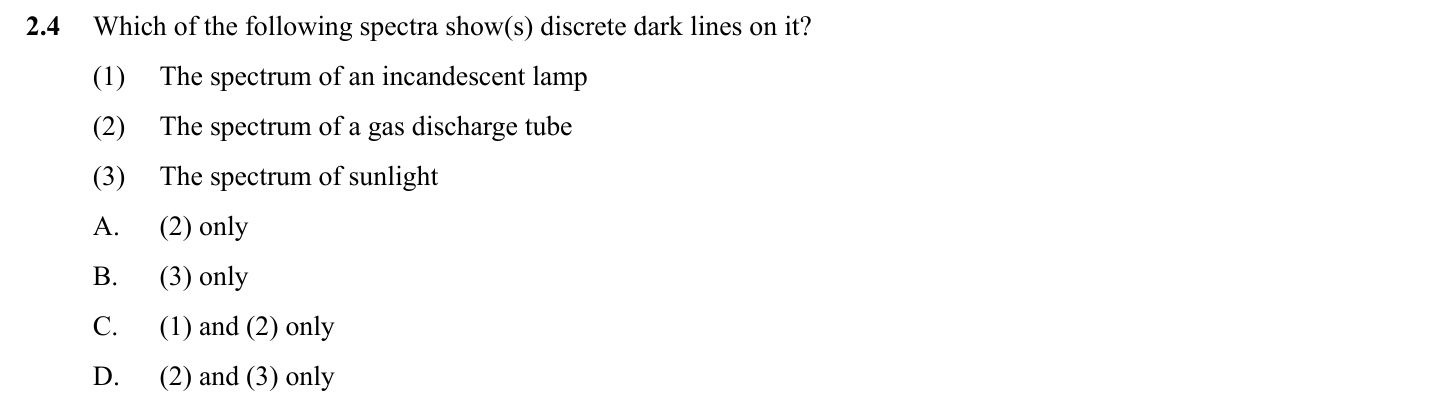 2.4 Which of the following spectra show(s) discrete dark lines on it?
(1) The spectrum of an incandescent lamp
(2) The spectrum of a gas discharge tube
(3) The spectrum of sunlight
A. (2) only
B. (3) only
C. (1) and (2) only
D. (2) and (3) only